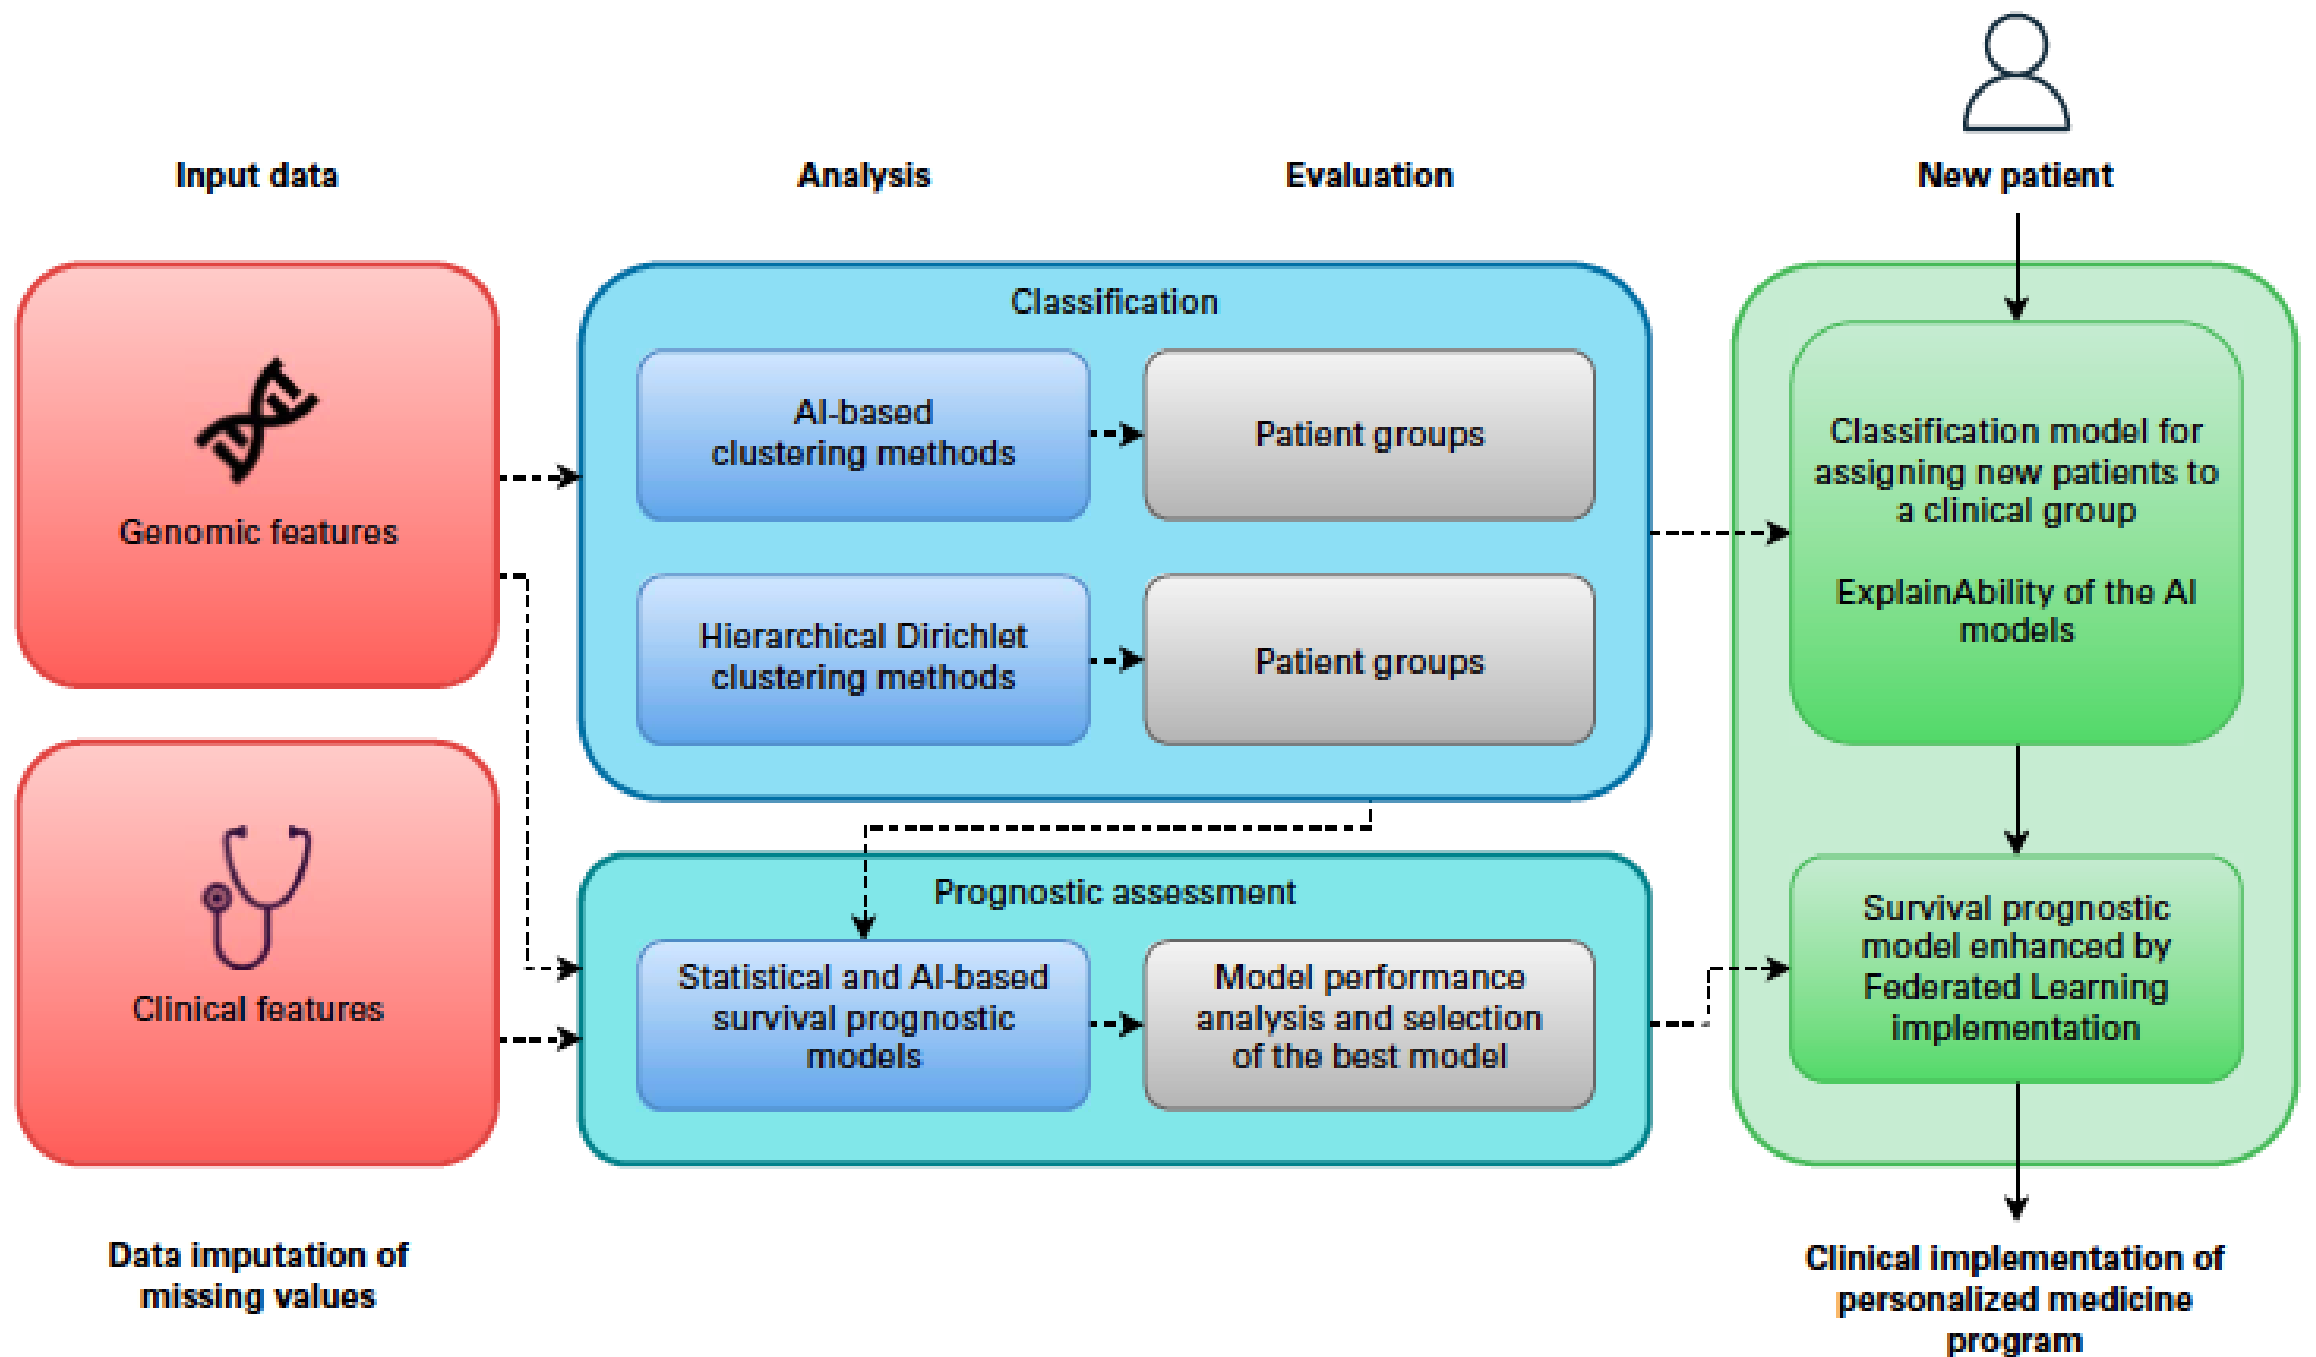 Input data
Analysis
Evaluation
New patient
Genomic features
Clinical features
Data imputation of
missing values
Classification
AI-based
clustering methods
Patient groups
Hierarchical Dirichlet
clustering methods
Patient groups
Prognostic assessment
Statistical and AI-based
survival prognostic
models
Model performance
analysis and selection
of the best model
Classification model for
assigning new patients to
a clinical group
ExplainAbility of the AI
models
Survival prognostic
model enhanced by
Federated Learning
implementation
Clinical implementation of
personalized medicine
program